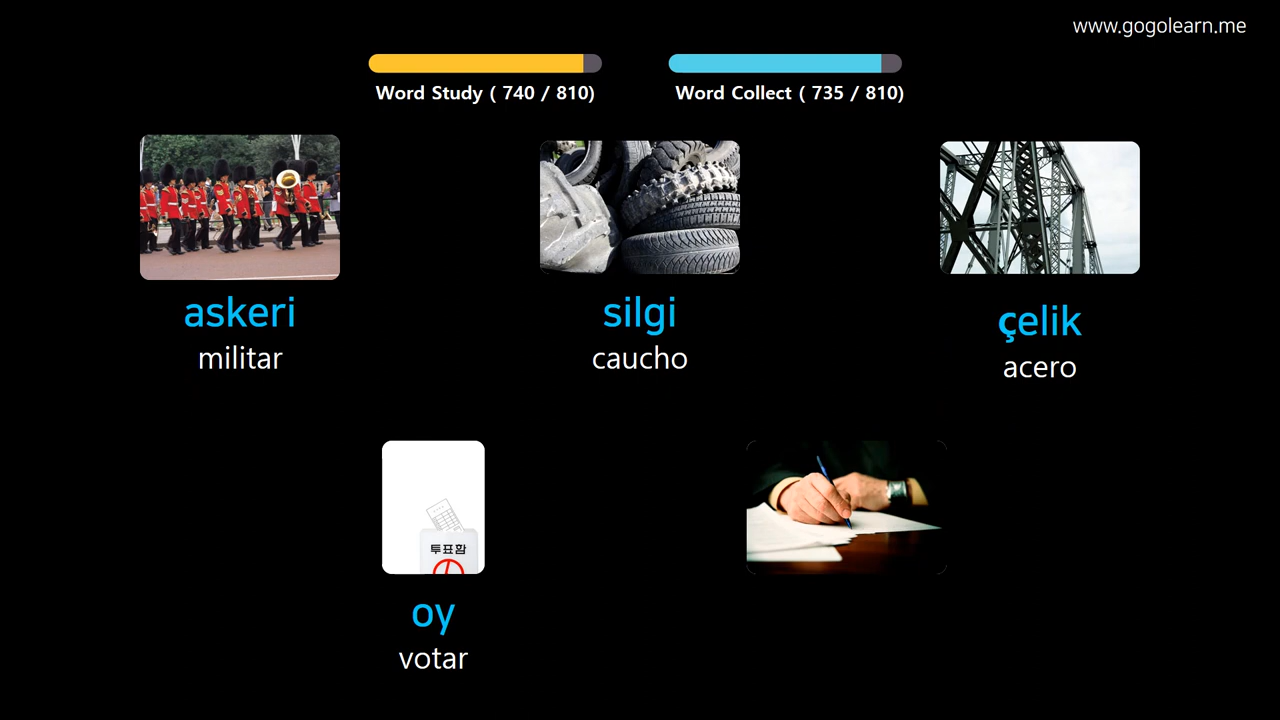 www.gogolearn.me
Word Study ( 740 / 810)
Word Collect ( 735 / 810)
askeri
militar
silgi
caucho
çelik
acero
투표함
oy
votar